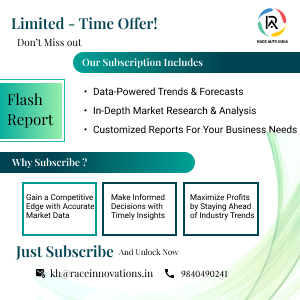 Limited - Time Offer!
RACE AUTO INDIA
Don't Miss out
Our Subscription Includes
Flash
Report
• Data-Powered Trends & Forecasts
• In-Depth Market Research & Analysis
• Customized Reports For Your Business Needs
Why Subscribe ?
Gain a Competitive
Edge with Accurate
Market Data
Make Informed
Decisions with
Timely Insights
Maximize Profits
by Staying Ahead
of Industry Trends
Just Subscribe And Unlock Now
kh@raceinnovations.in
9840490241